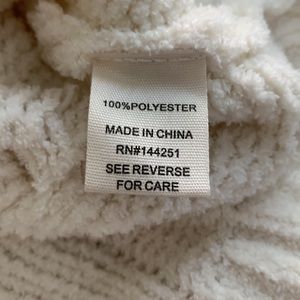 100%POLYESTER
MADE IN CHINA
RN#144251
SEE REVERSE
FOR CARE